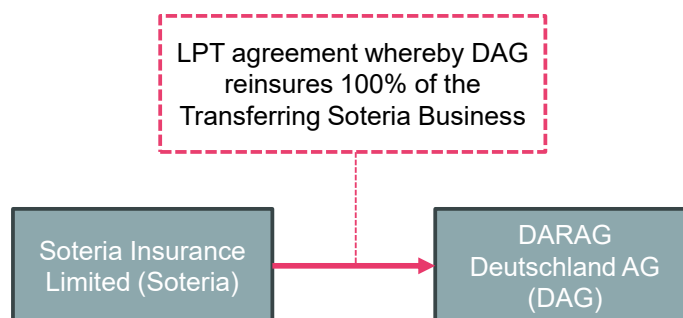 LPT agreement whereby DAG
reinsures 100% of the
Transferring Soteria Business
Soteria Insurance
Limited (Soteria)
DARAG
Deutschland AG
(DAG)